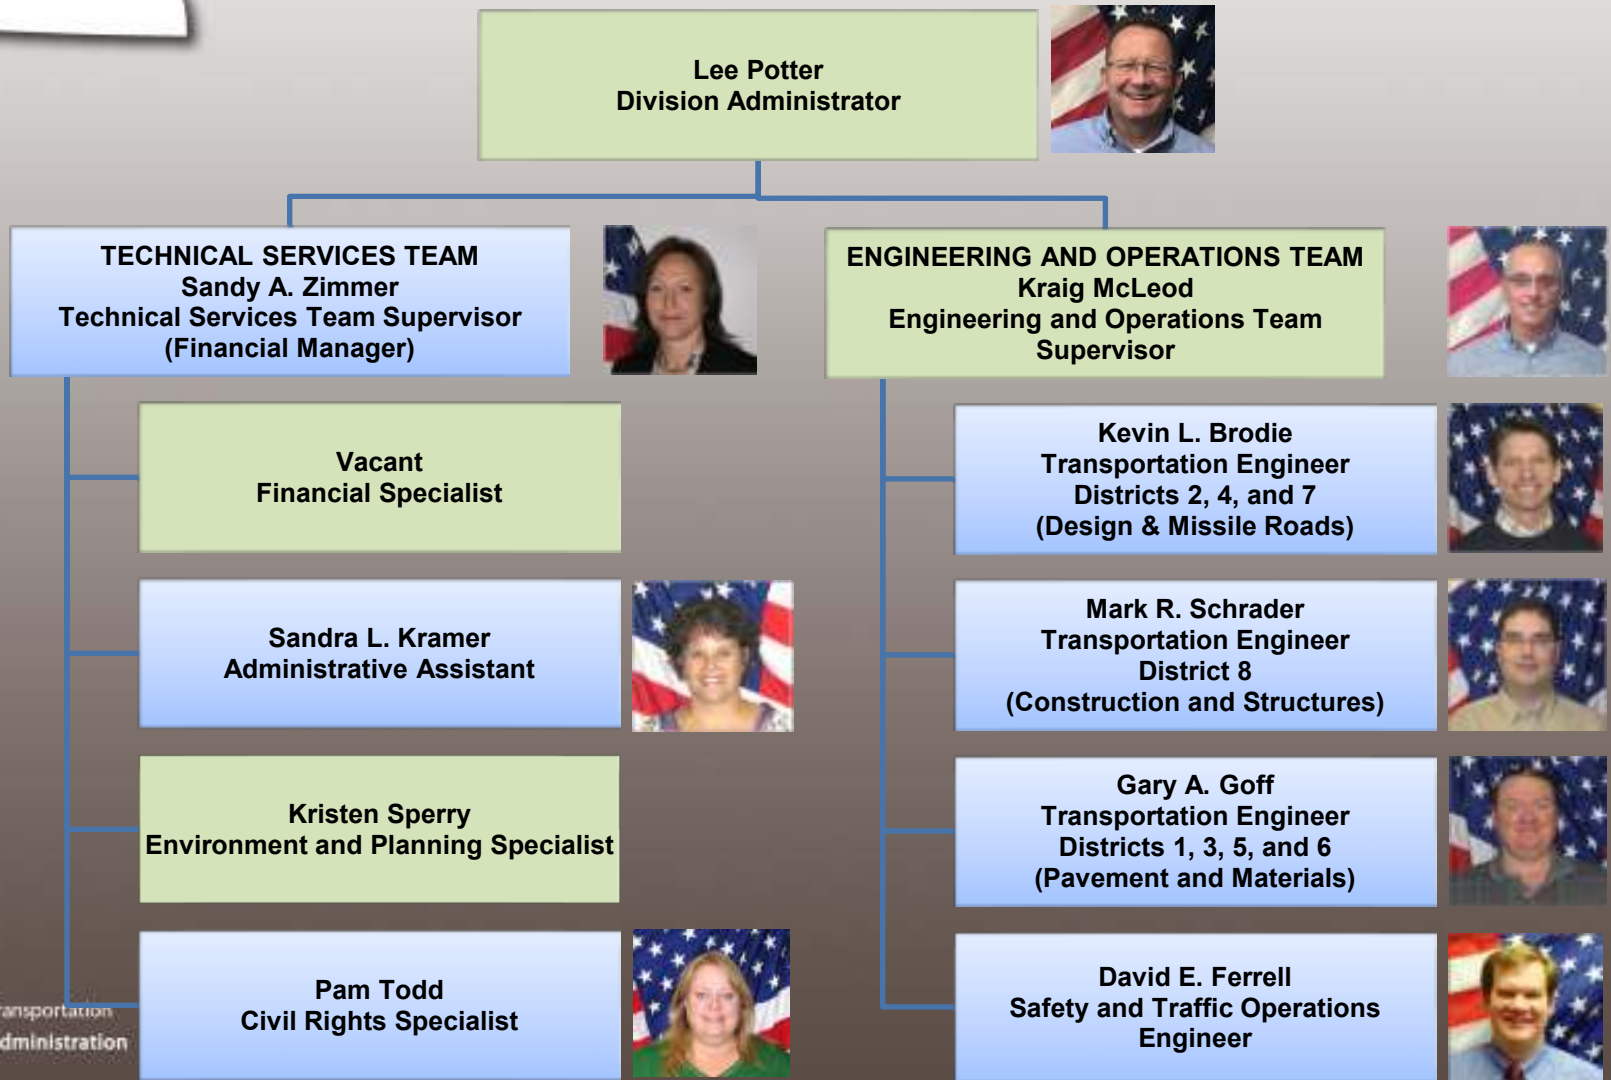 Lee Potter
Division Administrator
TECHNICAL SERVICES TEAM
Sandy A. Zimmer
Technical Services Team Supervisor
(Financial Manager)
Vacant
Financial Specialist
Sandra L. Kramer
Administrative Assistant
Kristen Sperry
Environment and Planning Specialist
Pam Todd
Civil Rights Specialist
ENGINEERING AND OPERATIONS TEAM
Kraig McLeod
Engineering and Operations Team
Supervisor
Kevin L. Brodie
Transportation Engineer
Districts 2, 4, and 7
(Design & Missile Roads)
Mark R. Schrader
Transportation Engineer
District 8
(Construction and Structures)
Gary A. Goff
Transportation Engineer
Districts 1, 3, 5, and 6
(Pavement and Materials)
David E. Ferrell
Safety and Traffic Operations
Engineer
ransportation
dministration